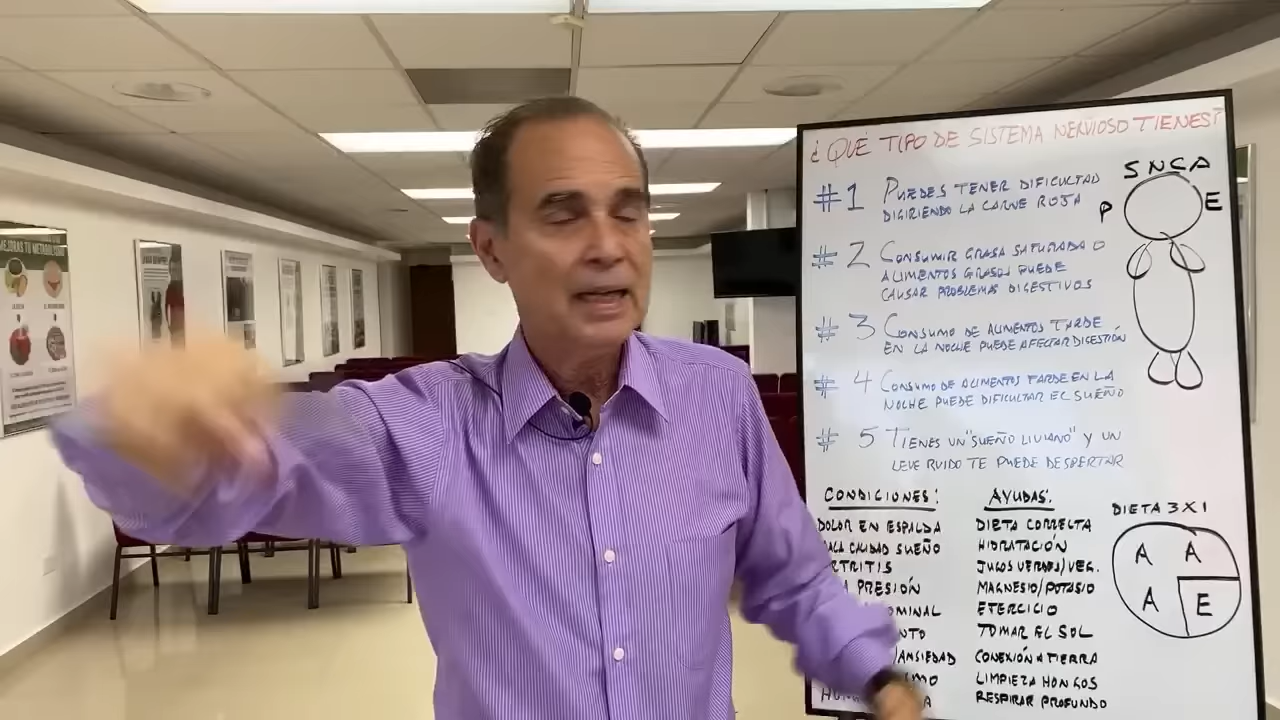 ¿QUÉ TIPO DE SISTEMA NERVIOSO TIENES?
#1 PUEDES TENER DIFICULTAD
DIGIRIENDO LA CARNE ROJA
#2 CONSUMIR GRASA SATURADA O
ALIMENTOS GRASOS PUEDE
CAUSAR PROBLEMAS DIGESTIVOS
#3 CONSUMO DE ALIMENTOS TARDE
EN LA NOCHE PUEDE AFECTAR DIGESTIÓN
#4 CONSUMO DE ALIMENTOS TARDE EN LA
NOCHE PUEDE DIFICULTAR EL SUEÑO
#5 TIENES UN "SUEÑO LIVIANO" Y UN
LEVE RUIDO TE PUEDE DESPERTAR
SNCA
P
E
CONDICIONES:
DOLOR EN ESPALDA
CALIDAD SUEÑO
PRESIÓN
ANSIEDAD
AYUDAS:
DIETA CORRECTA
HIDRATACIÓN
JUGOS VERDES/VEG.
MAGNESIO/POTASIO
EJERCICIO
TOMAR EL SOL
CONEXIÓN A TIERRA
LIMPIEZA HONGOS
RESPIRAR PROFUNDO
DIETA 3X1
A A
A E
MEJORAS TU METABOLISMO